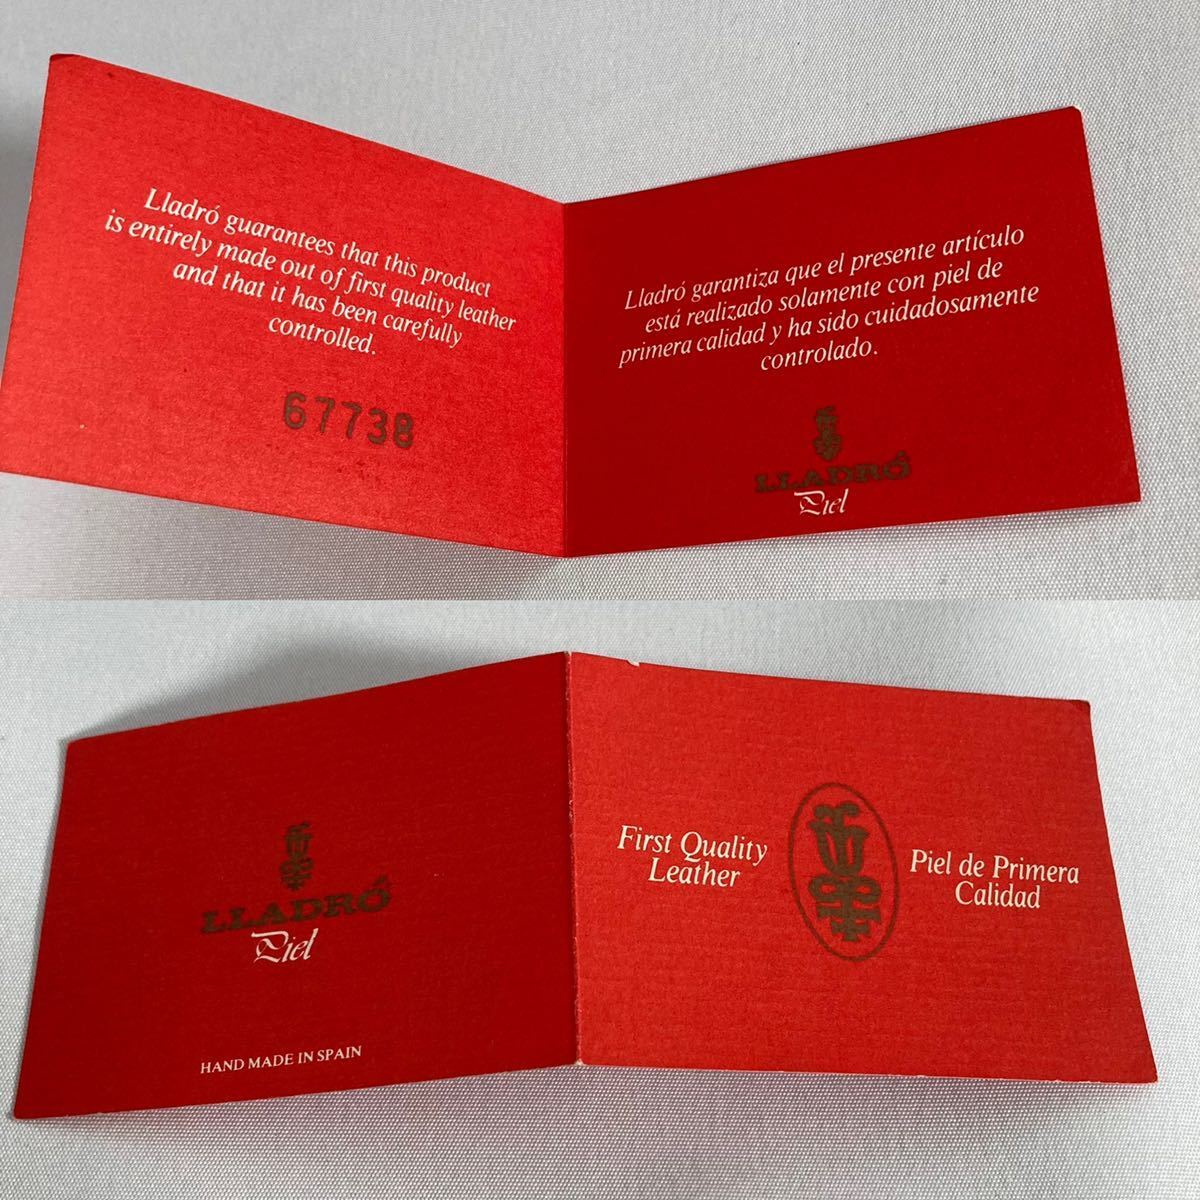 Lladró guarantees that this product
is entirely made out of first quality leather
and that it has been carefully
controlled.
67738
Lladró garantiza que el presente artículo
está realizado solamente con piel de
primera calidad y ha sido cuidadosamente
controlado.
LLADRÓ
Piel
LLADRÓ
Piel
HAND MADE IN SPAIN
First Quality
Leather
Piel de Primera
Calidad